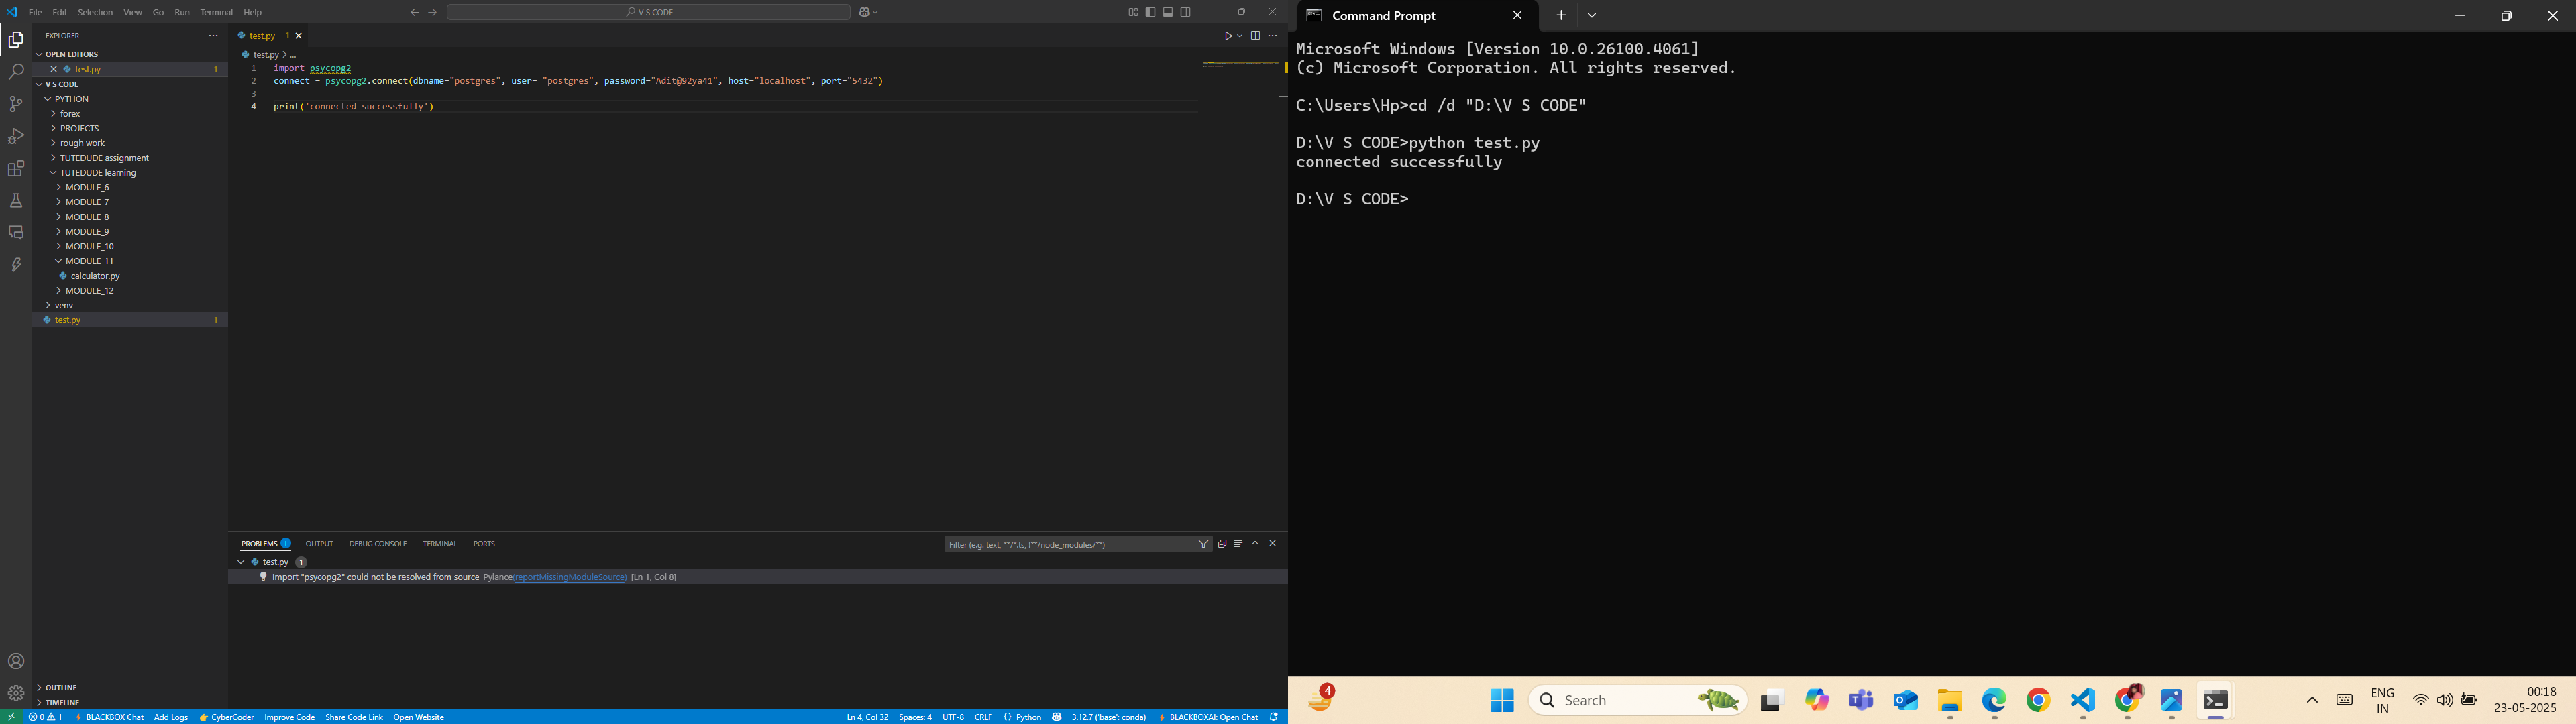 File Edit Selection View Go Run Terminal Help
V S CODE
EXPLORER
OPEN EDITORS
test.py 1
V S CODE
PYTHON
forex
PROJECTS
rough work
TUTEDUDE assignment
TUTEDUDE learning
MODULE_6
MODULE_7
MODULE_8
MODULE_9
MODULE_10
MODULE_11
calculator.py
MODULE_12
venv
test.py 1
OUTLINE
TIMELINE
test.py 1
test.py > ...
1 import psycopg2
2 connect = psycopg2.connect(dbname="postgres", user= "postgres", password="Adit@92ya41", host="localhost", port="5432")
3
4 print('connected successfully')
PROBLEMS 1 OUTPUT DEBUG CONSOLE TERMINAL PORTS
Filter (e.g. text, **/*.ts, !**/node_modules/**)
test.py 1
Import "psycopg2" could not be resolved from source Pylance(reportMissingModuleSource) [Ln 1, Col 8]
0 1 BLACKBOX Chat Add Logs CyberCoder Improve Code Share Code Link Open Website
Ln 4, Col 32 Spaces: 4 UTF-8 CRLF {} Python 3.12.7 ('base': conda) BLACKBOXAI: Open Chat
Command Prompt
Microsoft Windows [Version 10.0.26100.4061]
(c) Microsoft Corporation. All rights reserved.
C:\Users\Hp>cd /d "D:\V S CODE"
D:\V S CODE>python test.py
connected successfully
D:\V S CODE>
4
Search
ENG
IN
00:18
23-05-2025